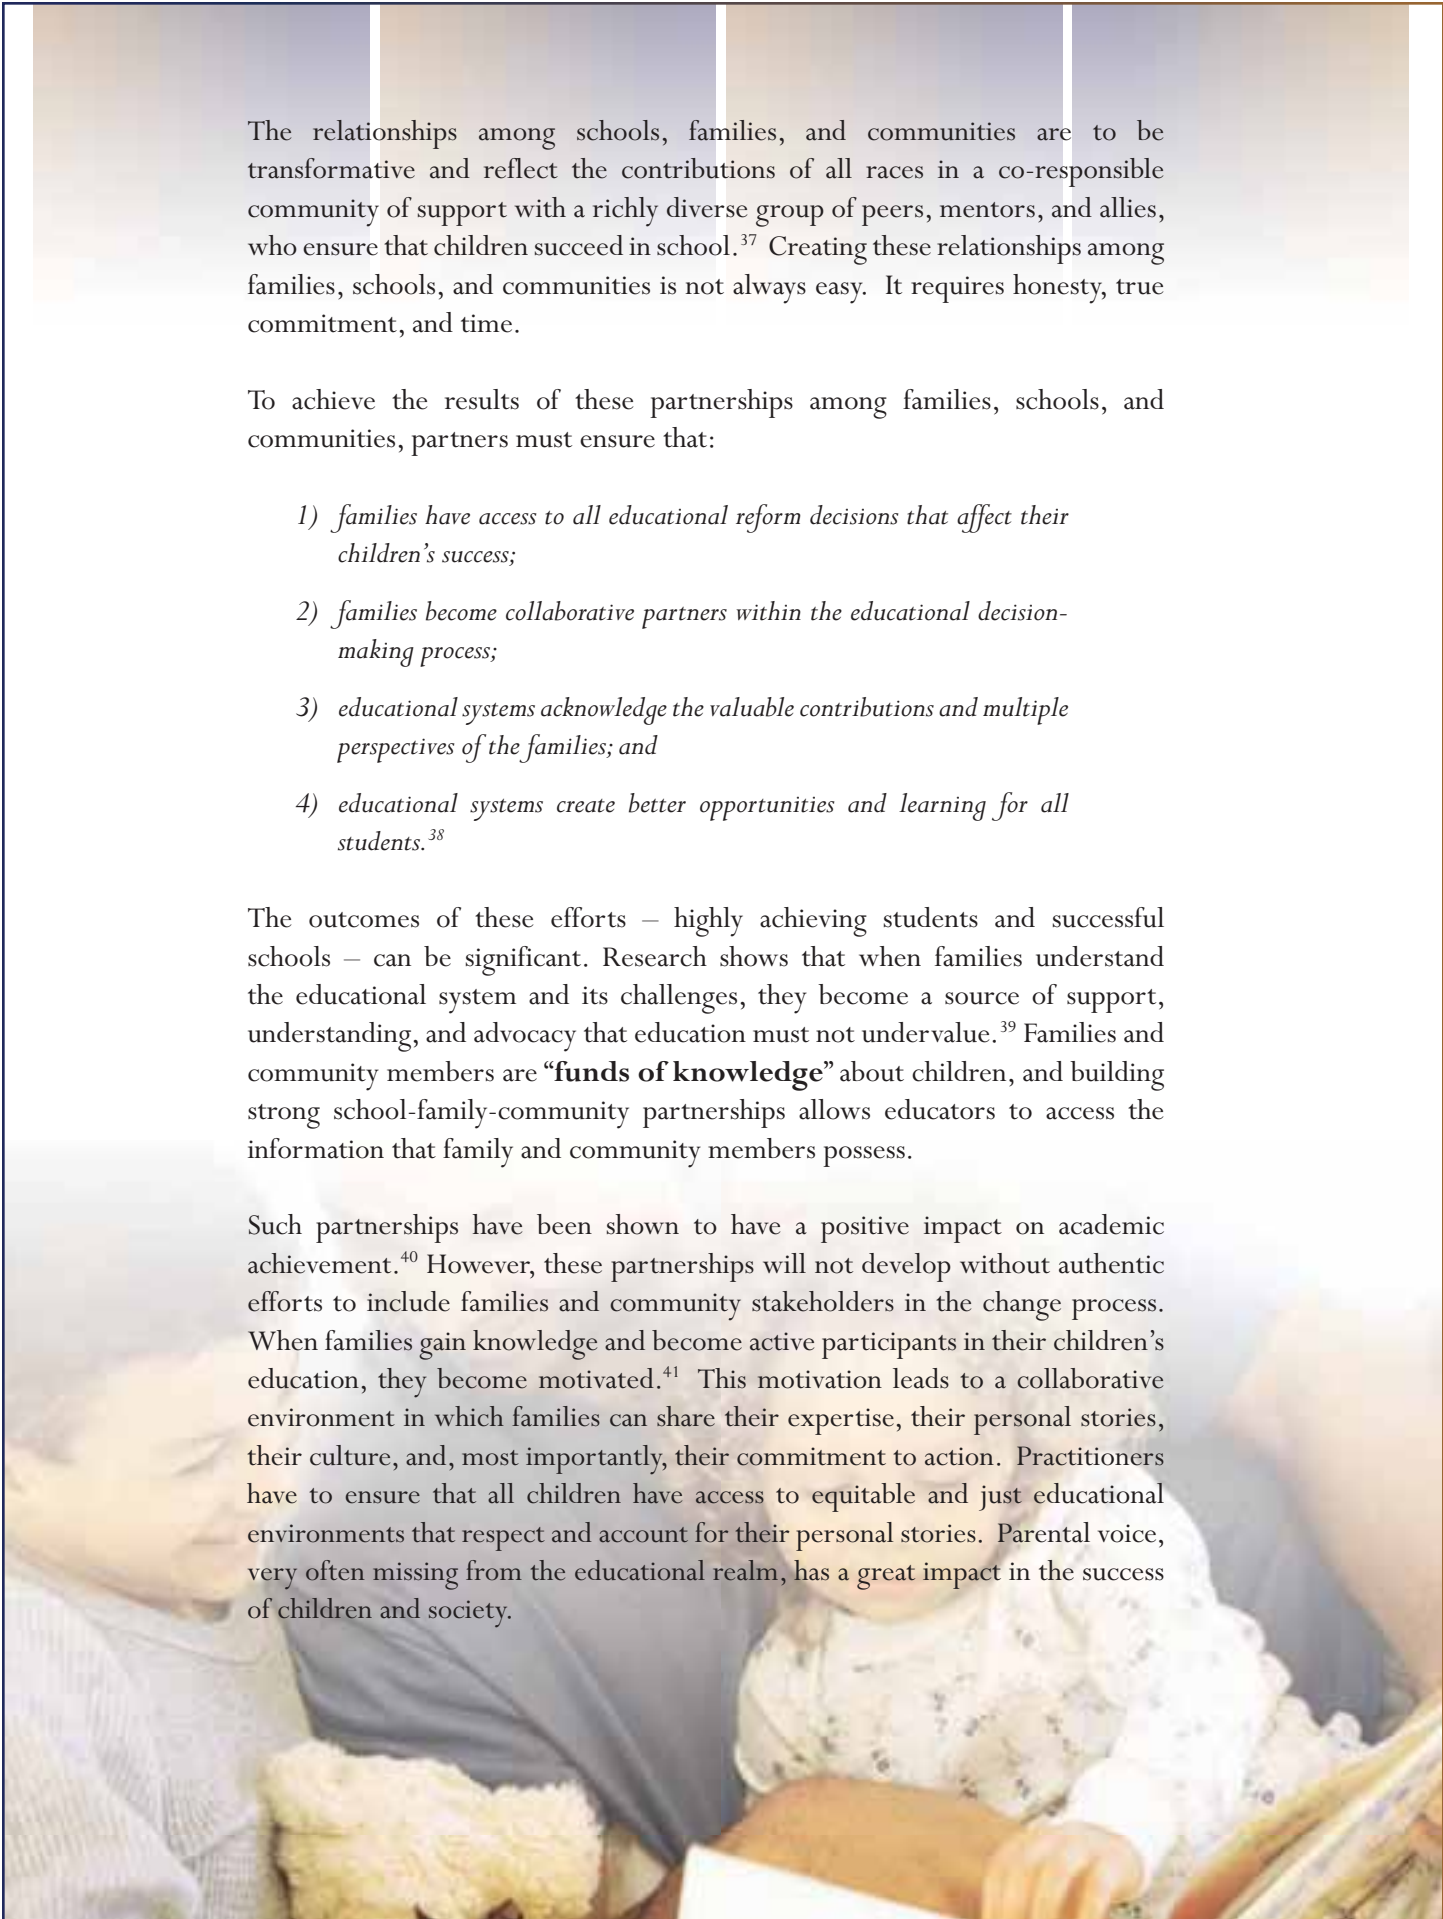 The relationships among schools, families, and communities are to be
transformative and reflect the contributions of all races in a co-responsible
community of support with a richly diverse group of peers, mentors, and allies,
who ensure that children succeed in school.37 Creating these relationships among
families, schools, and communities is not always easy. It requires honesty, true
commitment, and time.
To achieve the results of these partnerships among families, schools, and
communities, partners must ensure that:
1) families have access to all educational reform decisions that affect their
children's success;
2) families become collaborative partners within the educational decision-
making process;
3) educational systems acknowledge the valuable contributions and multiple
perspectives of the families; and
4) educational systems create better opportunities and learning for all
students.38
The outcomes of these efforts – highly achieving students and successful
schools – can be significant. Research shows that when families understand
the educational system and its challenges, they become a source of support,
understanding, and advocacy that education must not undervalue.39 Families and
community members are “funds of knowledge” about children, and building
strong school-family-community partnerships allows educators to access the
information that family and community members possess.
Such partnerships have been shown to have a positive impact on academic
achievement.40 However, these partnerships will not develop without authentic
efforts to include families and community stakeholders in the change process.
When families gain knowledge and become active participants in their children’s
education, they become motivated.41 This motivation leads to a collaborative
environment in which families can share their expertise, their personal stories,
their culture, and, most importantly, their commitment to action. Practitioners
have to ensure that all children have access to equitable and just educational
environments that respect and account for their personal stories. Parental voice,
very often missing from the educational realm, has a great impact in the success
of children and society.